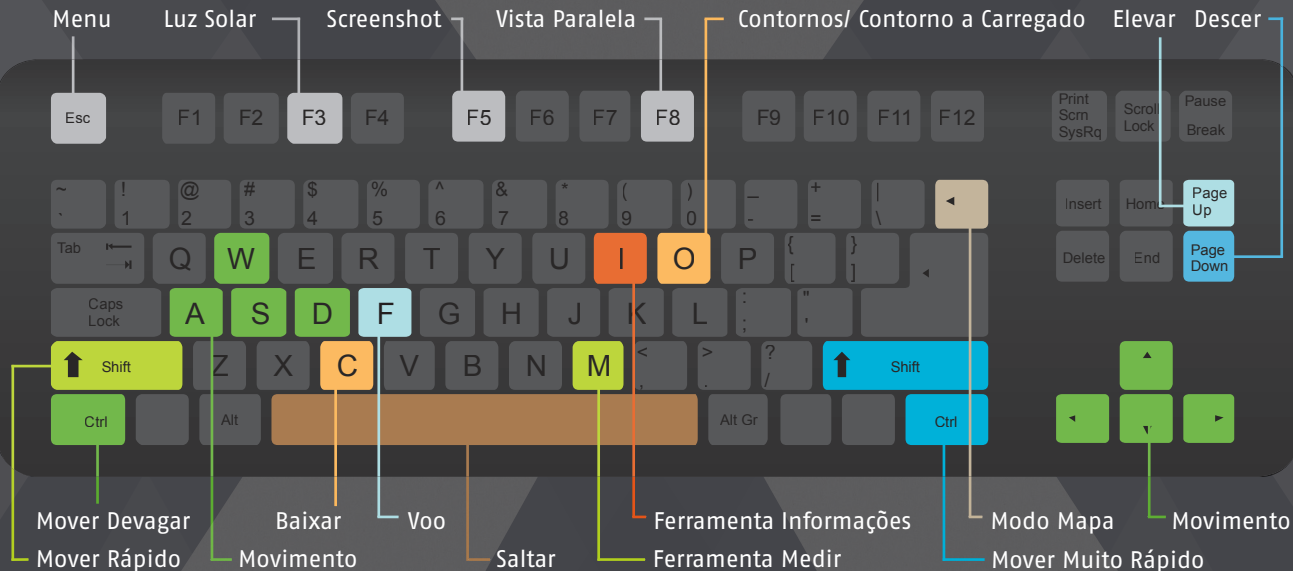 Menu Luz Solar Screenshot Vista Paralela Contornos/ Contorno a Carregado Elevar Descer
Esc F1 F2 F3 F4 F5 F6 F7 F8 F9 F10 F11 F12 Print Scrn SysRq Scroll Lock Pause Break
~ ! @ # $ % ^ & * ( ) _ + |
` 1 2 3 4 5 6 7 8 9 0 - = \ Insert Home Page Up
Tab Q W E R T Y U I O P { [ } ] Delete End Page Down
Caps Lock A S D F G H J K L : ; " '
Shift Z X C V B N M < , > . ? / Shift
Ctrl Alt Alt Gr Ctrl
Mover Devagar Baixar Voo Ferramenta Informações Modo Mapa Movimento
Mover Rápido Movimento Saltar Ferramenta Medir Mover Muito Rápido